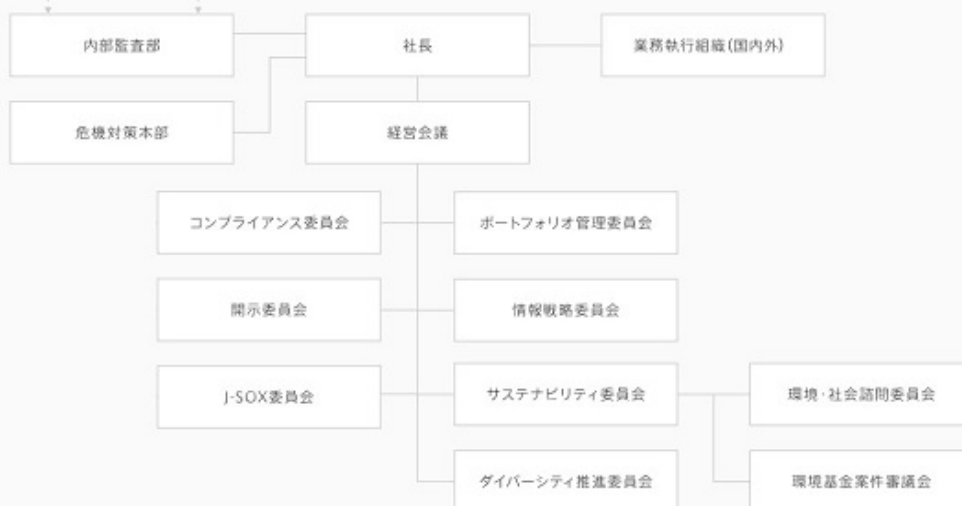 内部監査部
社長
業務執行組織(国内外)
危機対策本部
経営会議
コンプライアンス委員会
ポートフォリオ管理委員会
開示委員会
情報戦略委員会
J-SOX委員会
サステナビリティ委員会
環境·社会諮問委員会
ダイバーシティ推進委員会
環境基金案件審議会